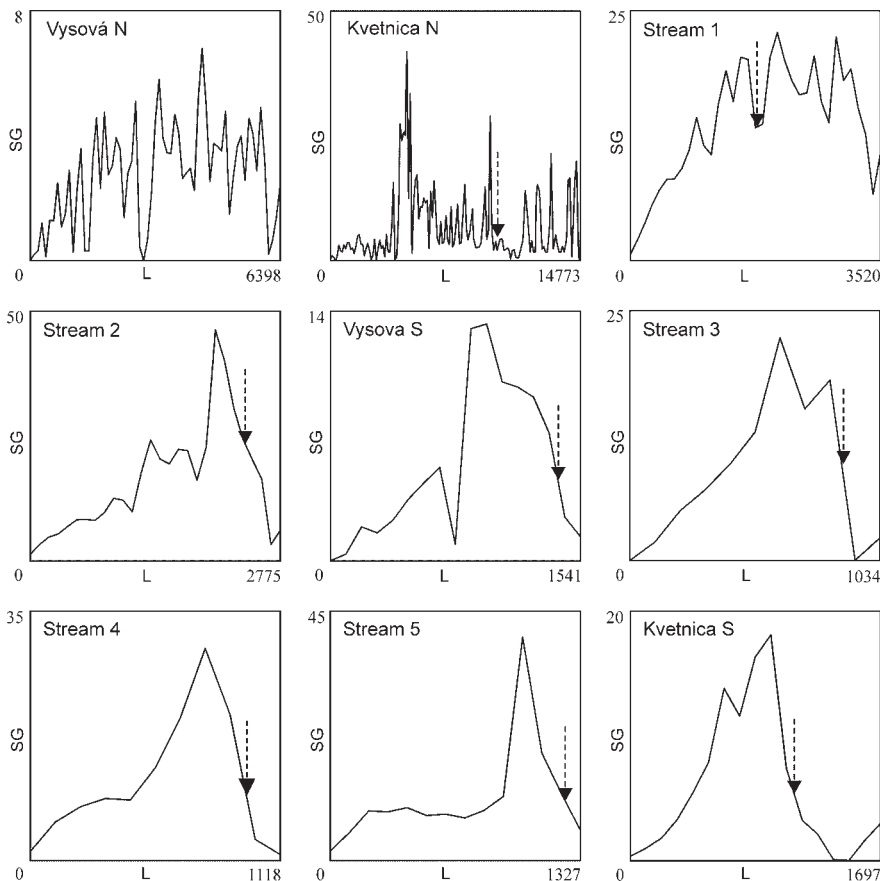 8
Vysová N
SG
0
L
6398
50
Kvetnica N
SG
0
L
14773
25
Stream 1
SG
0
L
3520
50
Stream 2
SG
0
L
2775
14
Vysova S
SG
0
L
1541
25
Stream 3
SG
0
L
1034
35
Stream 4
SG
0
L
1118
45
Stream 5
SG
0
L
1327
20
Kvetnica S
SG
0
L
1697